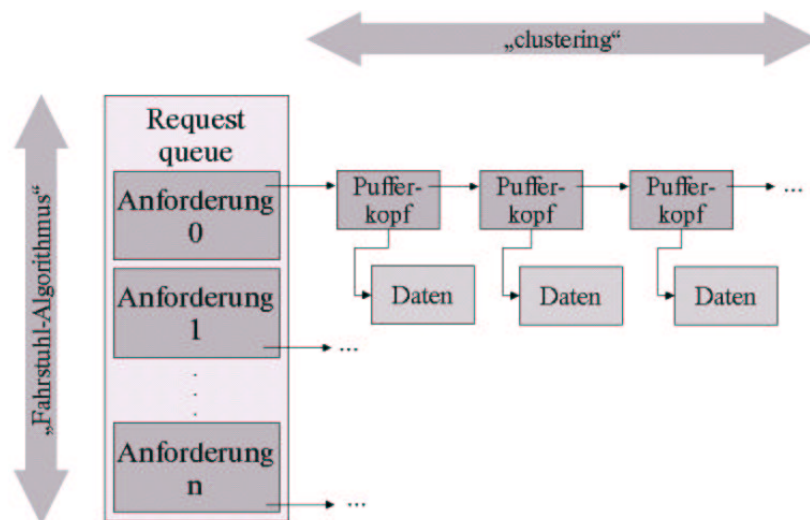 „clustering“
„Fahrstuhl-Algorithmus“
Request
queue
Anforderung
0
Puffer-
kopf
Puffer-
kopf
Puffer-
kopf
...
Daten
Daten
Daten
Anforderung
1
...
Anforderung
n
...